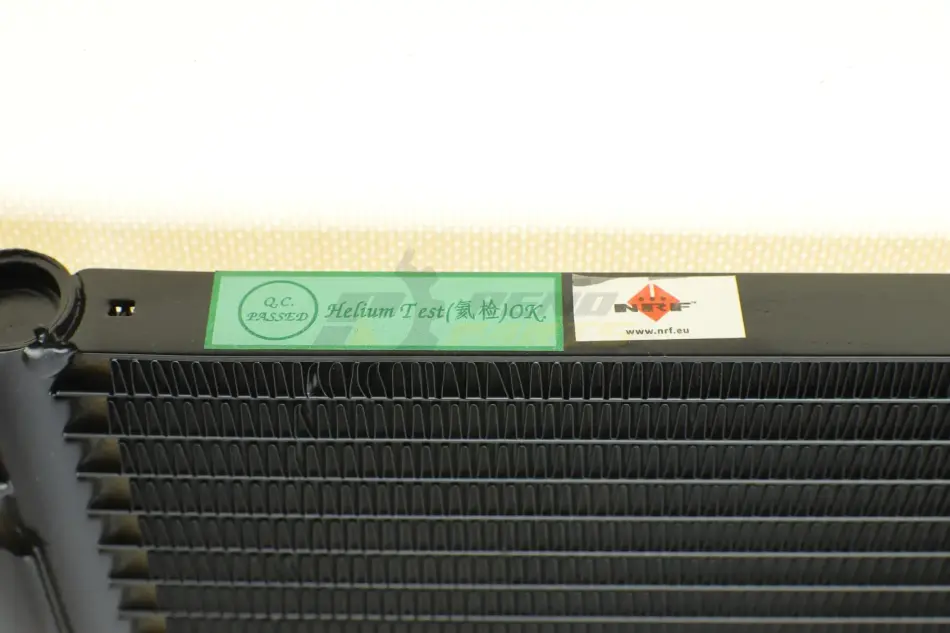 Q.C.
PASSED
Helium Test(氦检)OK.
NRF
www.nrf.eu